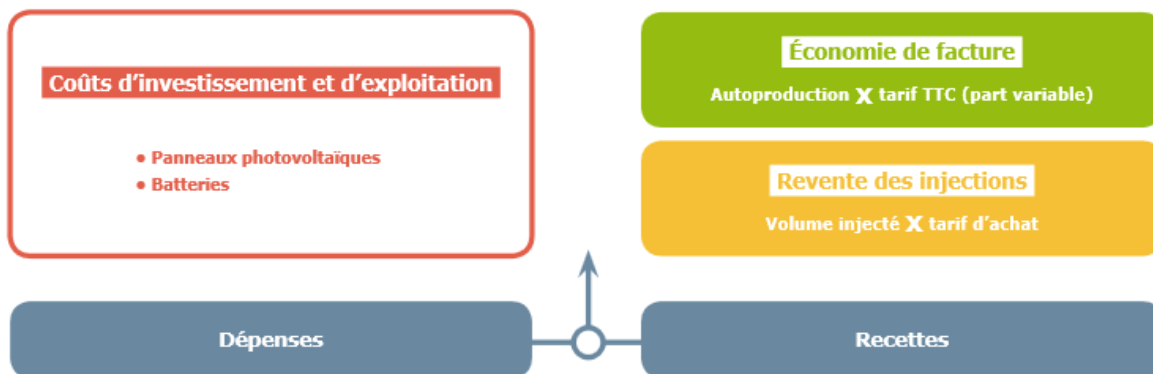 Coûts d'investissement et d'exploitation
• Panneaux photovoltaïques
• Batteries
Économie de facture
Autoproduction X tarif TTC (part variable)
Revente des injections
Volume injecté X tarif d'achat
Dépenses
Recettes